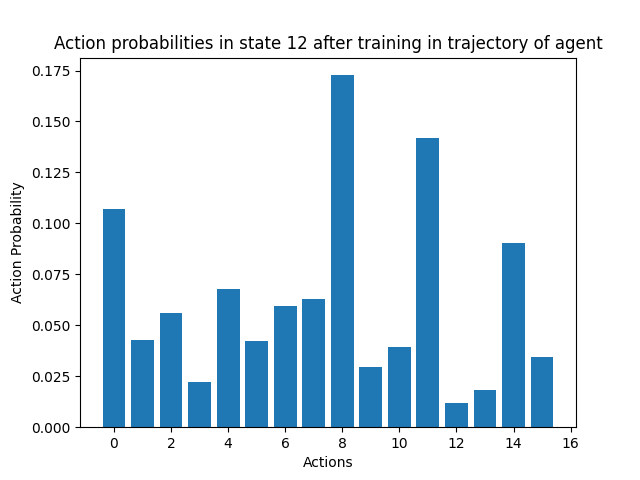 Action probabilities in state 12 after training in trajectory of agent
0.175
0.150
0.125
0.100
0.075
0.050
0.025
0.000
Action Probability
0 2 4 6 8 10 12 14 16
Actions